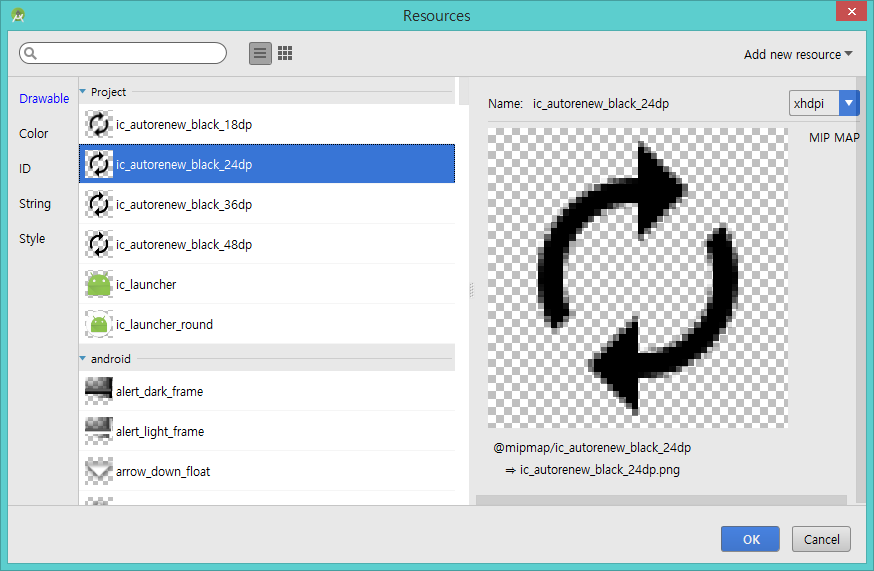 Resources
Add new resource
Drawable
Color
ID
String
Style
Project
ic_autorenew_black_18dp
ic_autorenew_black_24dp
ic_autorenew_black_36dp
ic_autorenew_black_48dp
ic_launcher
ic_launcher_round
android
alert_dark_frame
alert_light_frame
arrow_down_float
Name: ic_autorenew_black_24dp
xhdpi
MIP MAP
@mipmap/ic_autorenew_black_24dp
⇒ ic_autorenew_black_24dp.png
OK
Cancel